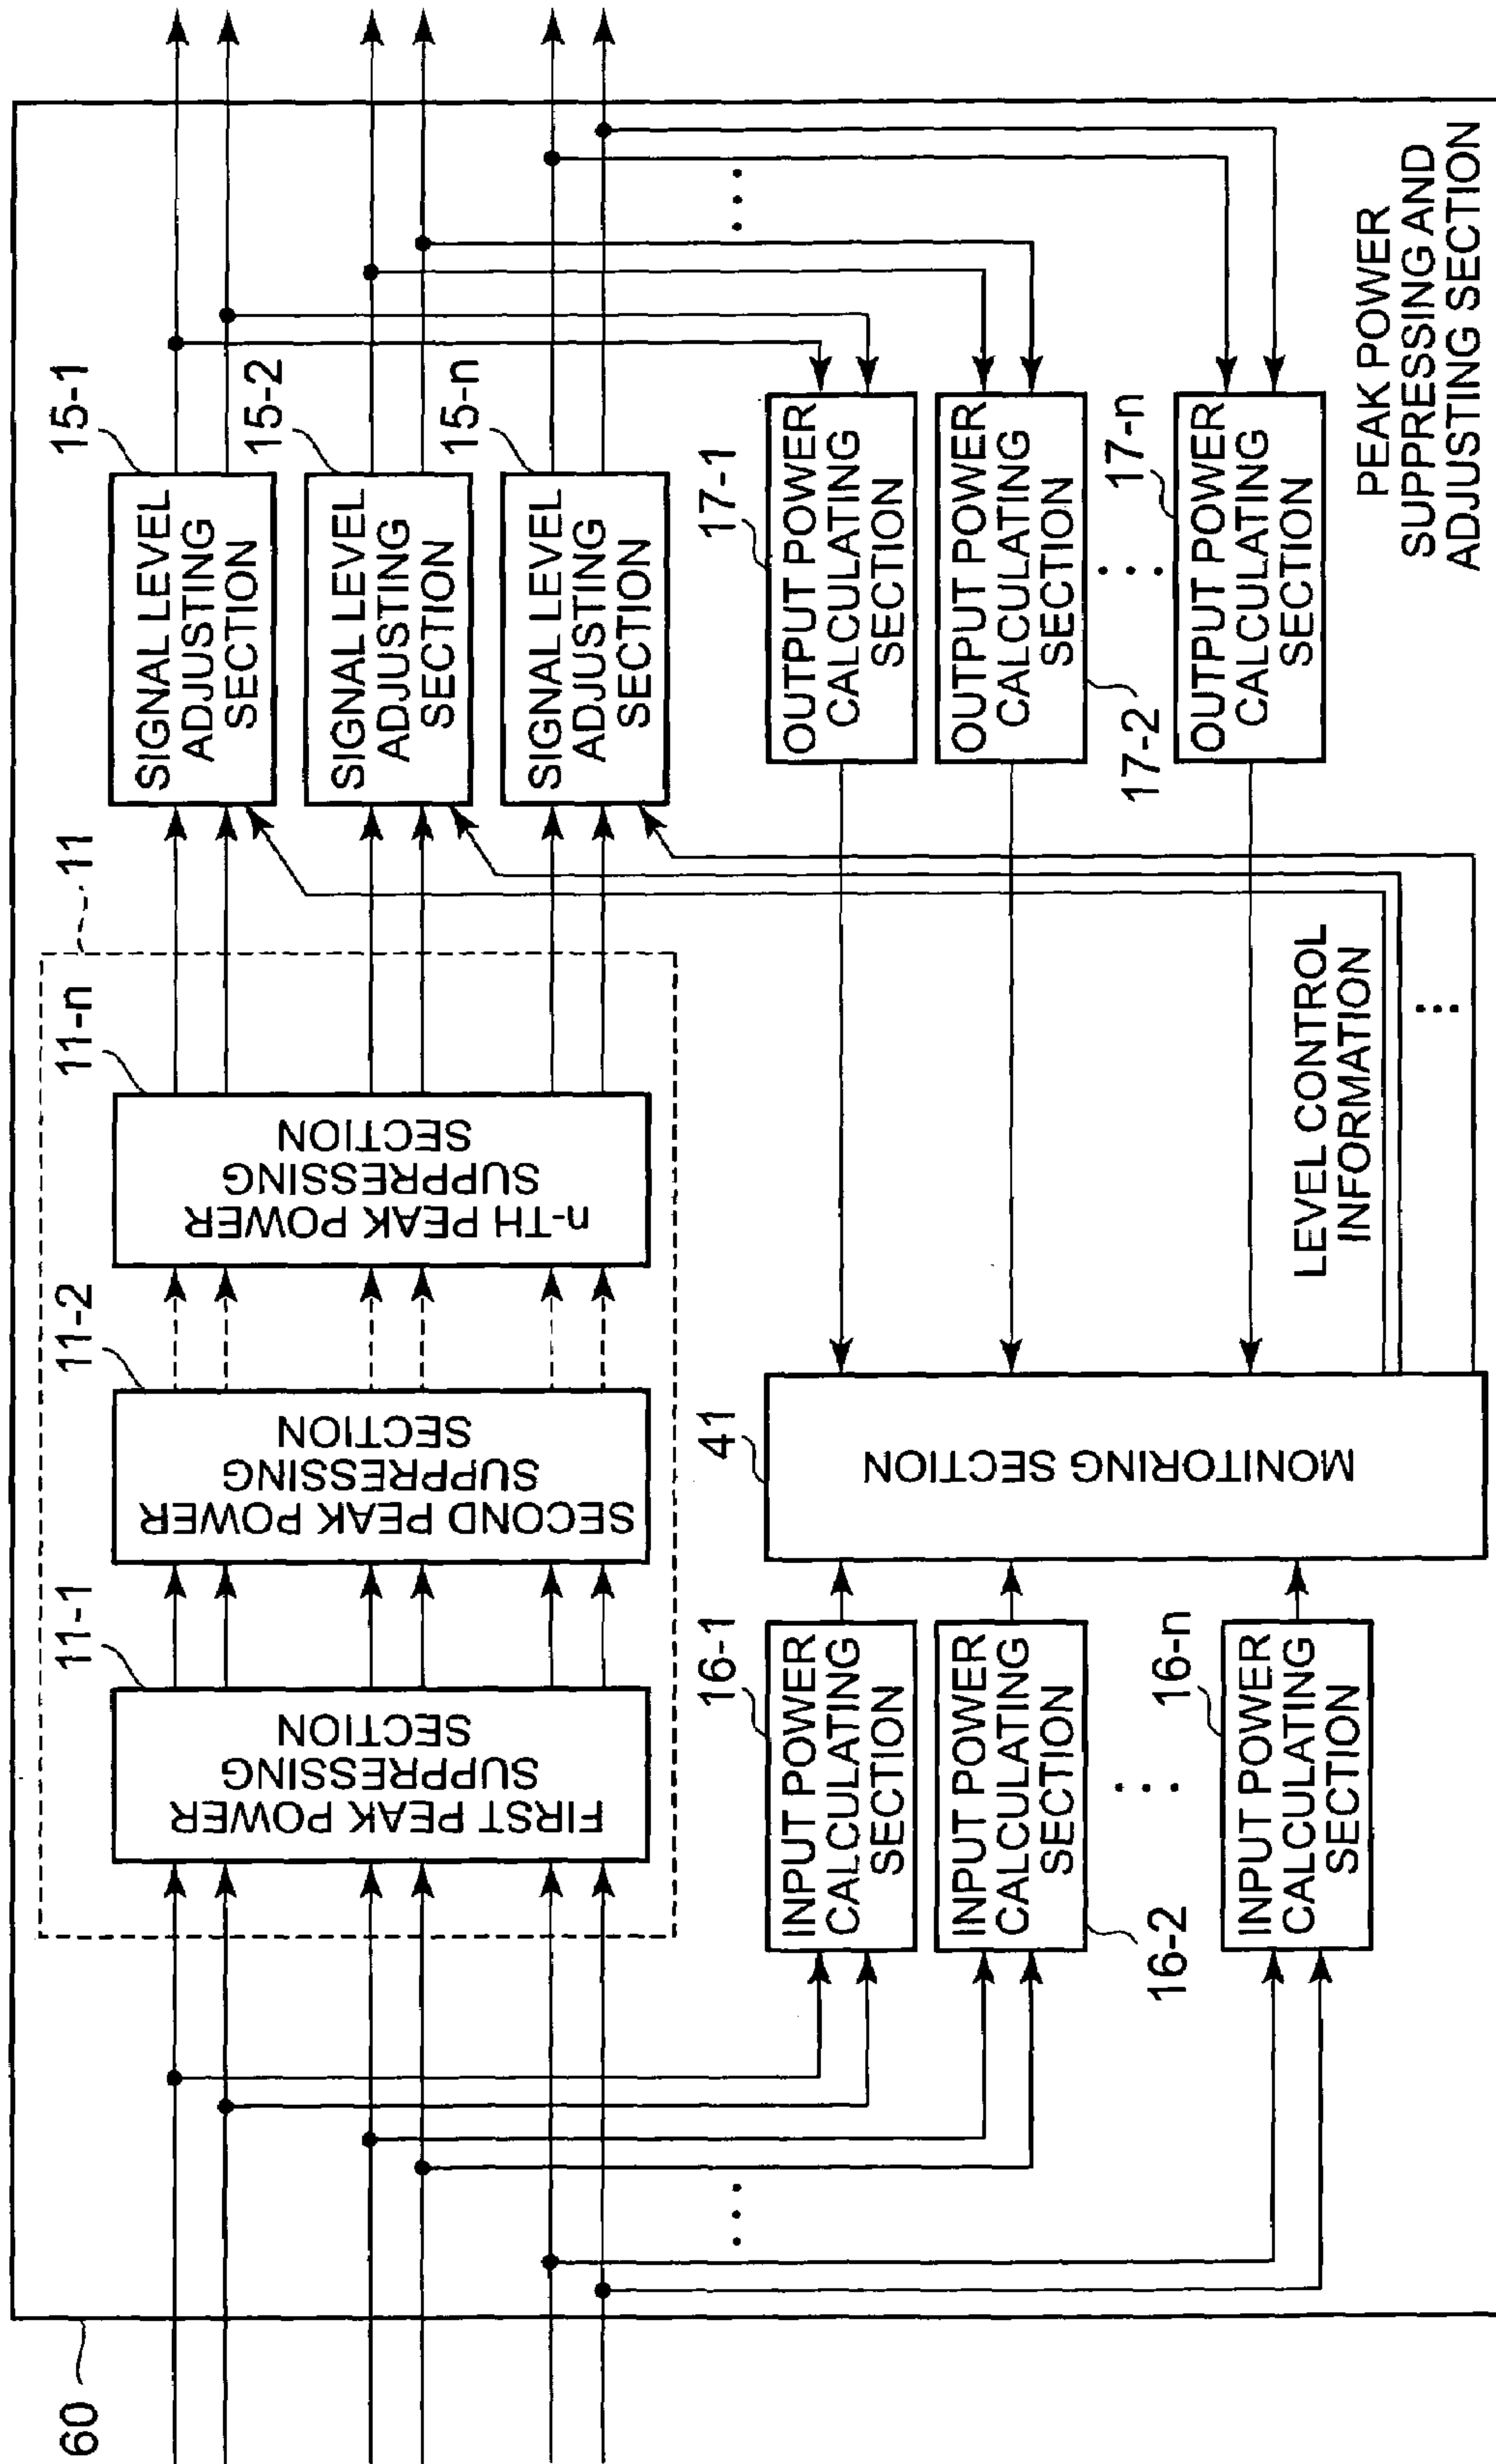 60
11
11-1
FIRST PEAK POWER
SUPPRESSING
SECTION
11-2
SECOND PEAK POWER
SUPPRESSING
SECTION
11-n
n-TH PEAK POWER
SUPPRESSING
SECTION
15-1
SIGNAL LEVEL
ADJUSTING
SECTION
15-2
SIGNAL LEVEL
ADJUSTING
SECTION
15-n
SIGNAL LEVEL
ADJUSTING
SECTION
16-1
INPUT POWER
CALCULATING
SECTION
16-2
INPUT POWER
CALCULATING
SECTION
16-n
INPUT POWER
CALCULATING
SECTION
41
MONITORING SECTION
LEVEL CONTROL
INFORMATION
17-1
OUTPUT POWER
CALCULATING
SECTION
17-2
OUTPUT POWER
CALCULATING
SECTION
17-n
OUTPUT POWER
CALCULATING
SECTION
PEAK POWER
SUPPRESSING AND
ADJUSTING SECTION